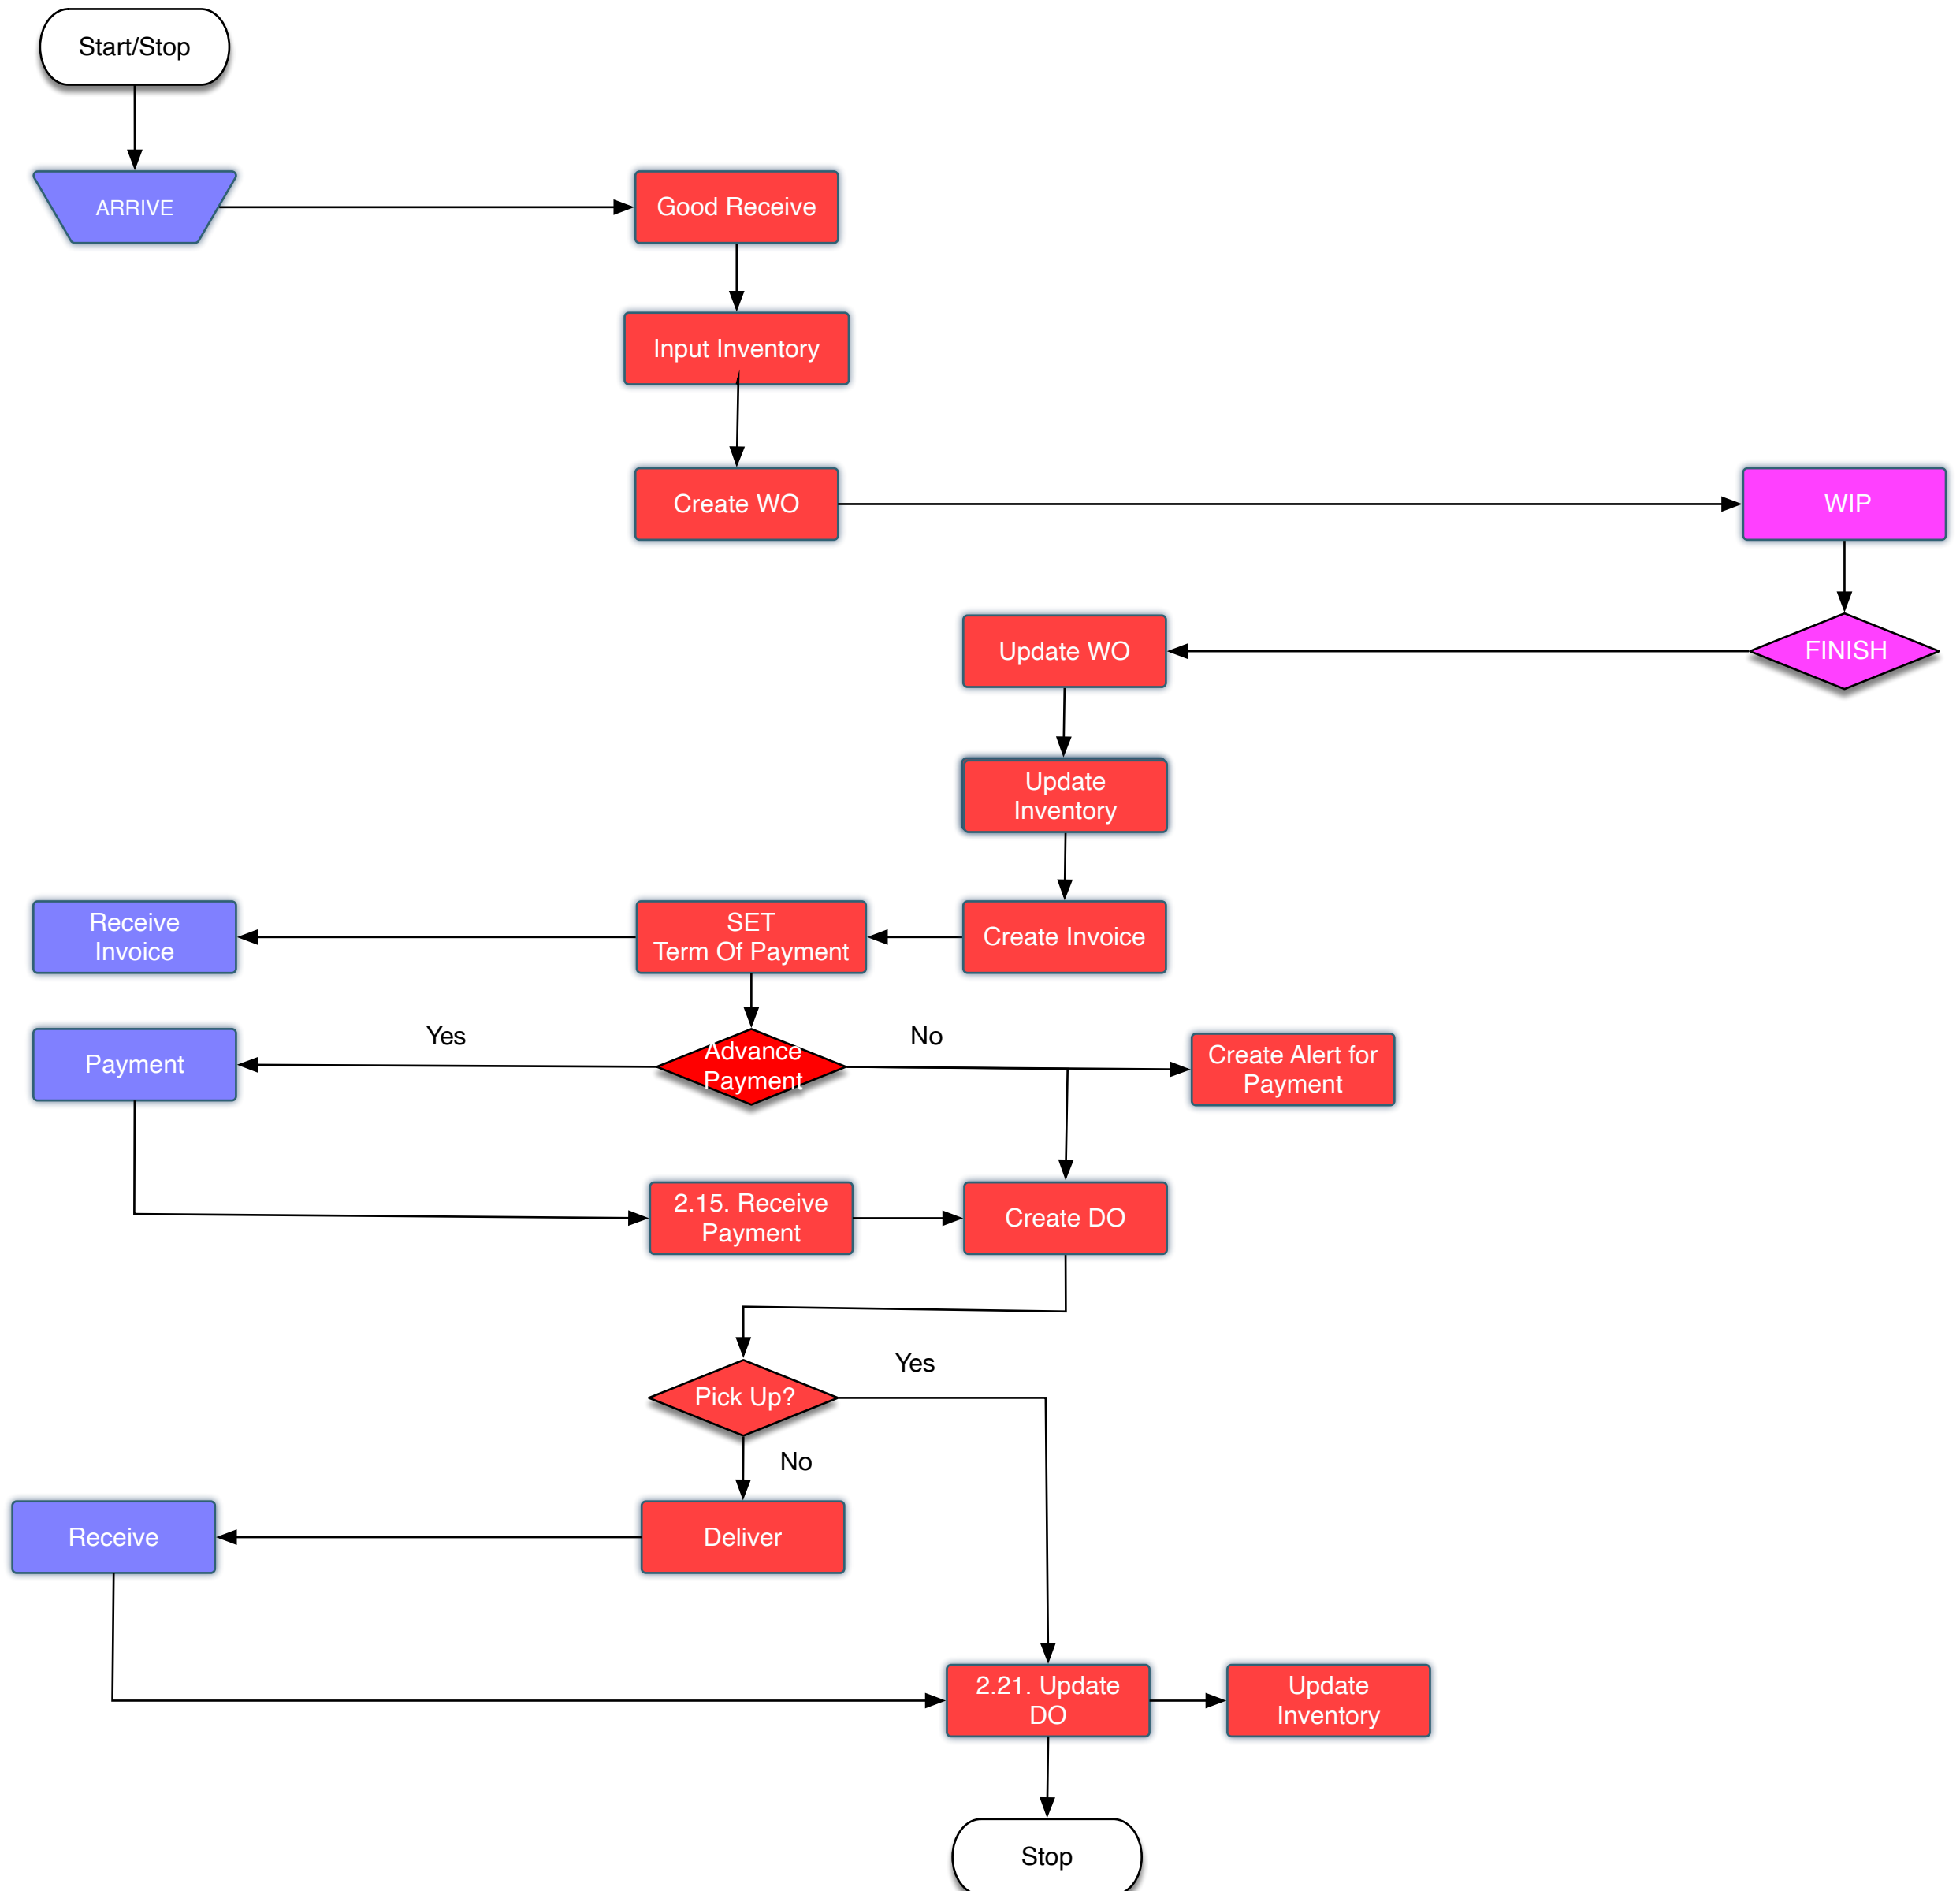 Start/Stop
ARRIVE
Good Receive
Input Inventory
Create WO
WIP
Update WO
FINISH
Update
Inventory
Receive
Invoice
SET
Term Of Payment
Create Invoice
Yes
No
Payment
Advance
Payment
Create Alert for
Payment
2.15. Receive
Payment
Create DO
Yes
Pick Up?
No
Receive
Deliver
2.21. Update
DO
Update
Inventory
Stop